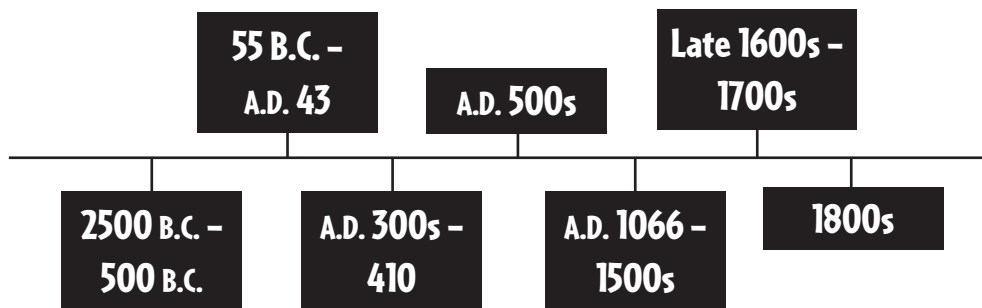 55 B.C. –
A.D. 43
A.D. 500s
Late 1600s –
1700s
2500 B.C. –
500 B.C.
A.D. 300s –
410
A.D. 1066 –
1500s
1800s